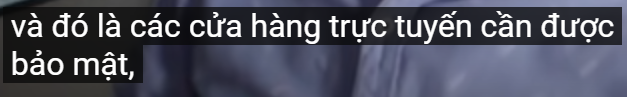 và đó là các cửa hàng trực tuyến cần được
bảo mật,